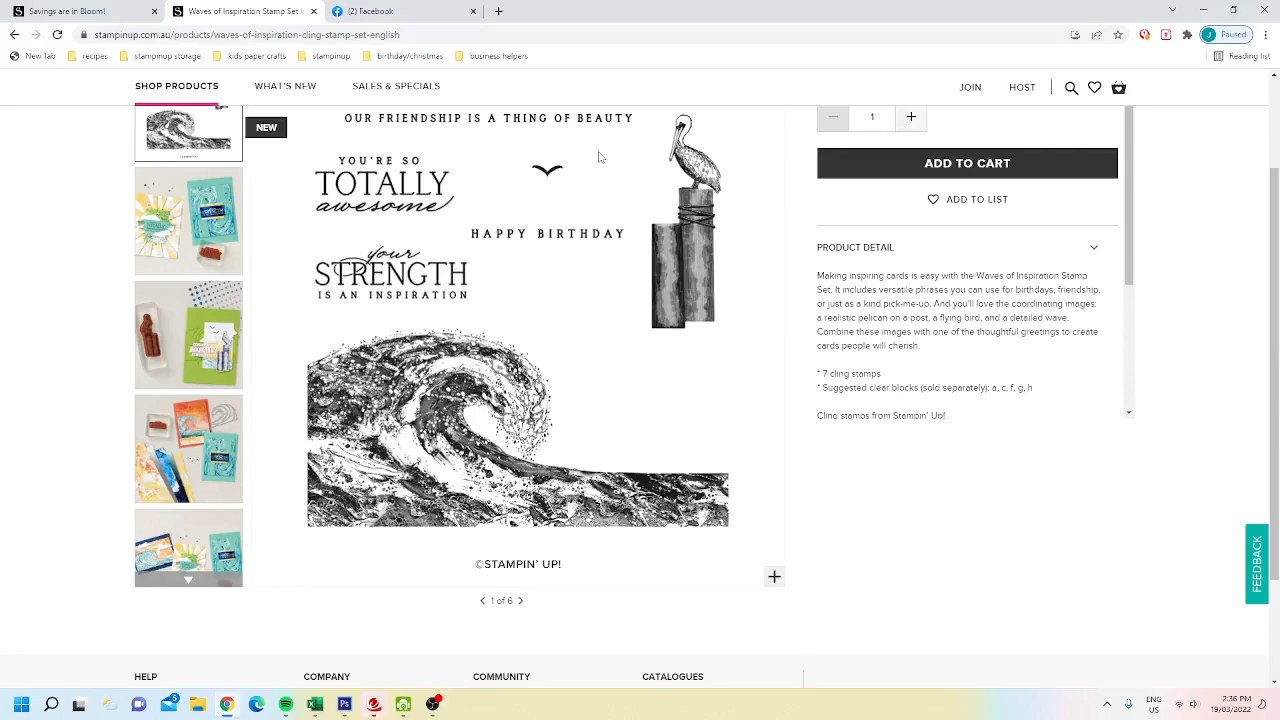 Savings are in Bloom!
Waves of Inspiration Stamp Set
(2) Facebook
stampinup.com.au/products/waves-of-inspiration-cling-stamp-set-english
J
Paused
New Tab
recipes
stampinup storage
kids paper crafts
stampinup
birthday/christmas
business helpers
Reading list
SHOP PRODUCTS
WHAT'S NEW
SALES & SPECIALS
JOIN
HOST
NEW
OUR FRIENDSHIP IS A THING OF BEAUTY
YOU'RE SO
TOTALLY
awesome
HAPPY BIRTHDAY
your
STRENGTH
IS AN INSPIRATION
©STAMPIN' UP!
1 of 6
1
ADD TO CART
ADD TO LIST
PRODUCT DETAIL
Making inspiring cards is easy with the Waves of Inspiration Stamp
Set. It includes versatile phrases you can use for birthdays, friendship,
or just as a kind pick-me-up. And you'll love the coordinating images:
a realistic pelican on a post, a flying bird, and a detailed wave.
Combine these images with one of the thoughtful greetings to create
cards people will cherish.
* 7 cling stamps
* Suggested clear blocks (sold separately): a, c, f, g, h
Cling stamps from Stampin' Up!
FEEDBACK
HELP
COMPANY
COMMUNITY
CATALOGUES
5
ENG
US
2:36 PM
19/03/2022